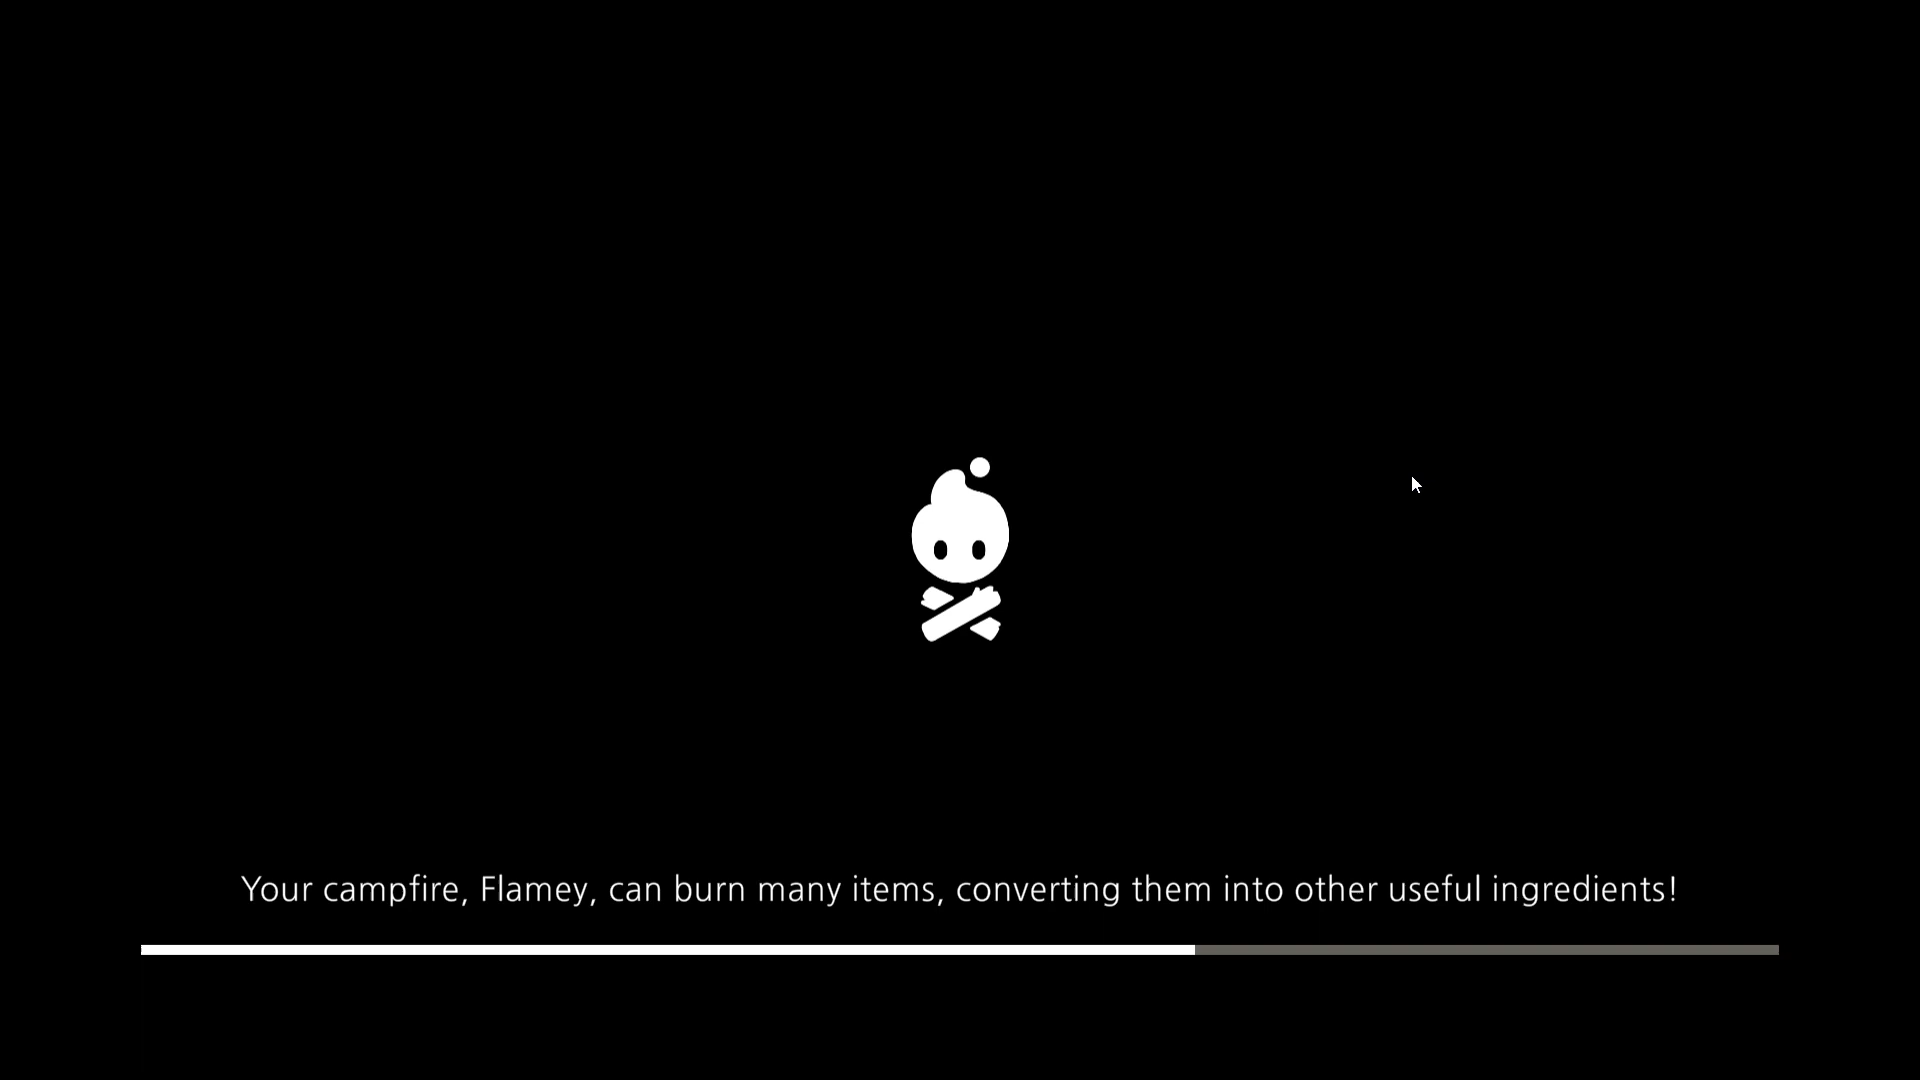 Your campfire, Flamey, can burn many items, converting them into other useful ingredients!